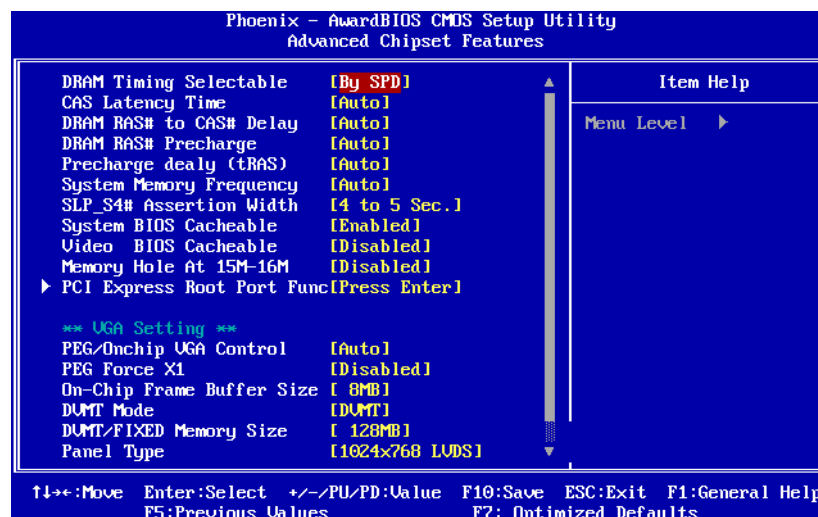 Phoenix - AwardBIOS CMOS Setup Utility
Advanced Chipset Features
DRAM Timing Selectable [By SPD]
CAS Latency Time [Auto]
DRAM RAS# to CAS# Delay [Auto]
DRAM RAS# Precharge [Auto]
Precharge dealy (tRAS) [Auto]
System Memory Frequency [Auto]
SLP_S4# Assertion Width [4 to 5 Sec.]
System BIOS Cacheable [Enabled]
Video BIOS Cacheable [Disabled]
Memory Hole At 15M-16M [Disabled]
PCI Express Root Port Func[Press Enter]
** VGA Setting **
PEG/Onchip VGA Control [Auto]
PEG Force X1 [Disabled]
On-Chip Frame Buffer Size [ 8MB]
DVMT Mode [DVMT]
DVMT/FIXED Memory Size [ 128MB]
Panel Type [1024x768 LVDS]
Item Help
Menu Level
↑↓→←:Move Enter:Select +/-/PU/PD:Value F10:Save ESC:Exit F1:General Help
F5:Previous Values F7: Optimized Defaults